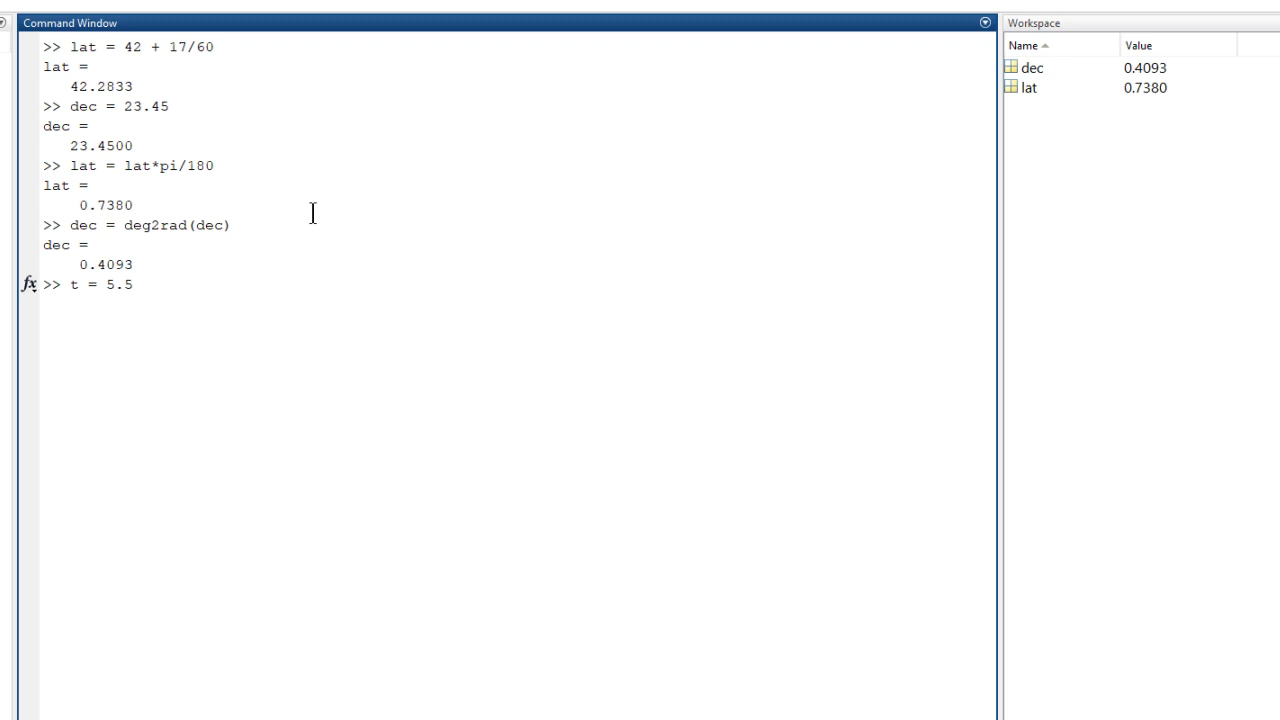 Command Window
>> lat = 42 + 17/60
lat =
42.2833
>> dec = 23.45
dec =
23.4500
>> lat = lat*pi/180
lat =
0.7380
>> dec = deg2rad(dec)
dec =
0.4093
fx >> t = 5.5
Workspace
Name Value
dec 0.4093
lat 0.7380